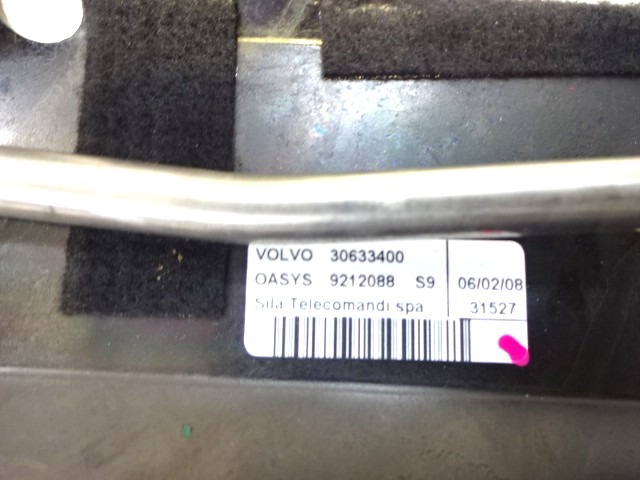 VOLVO 30633400
OASYS 9212088 S9 06/02/08
Sila Telecomandi spa 31527